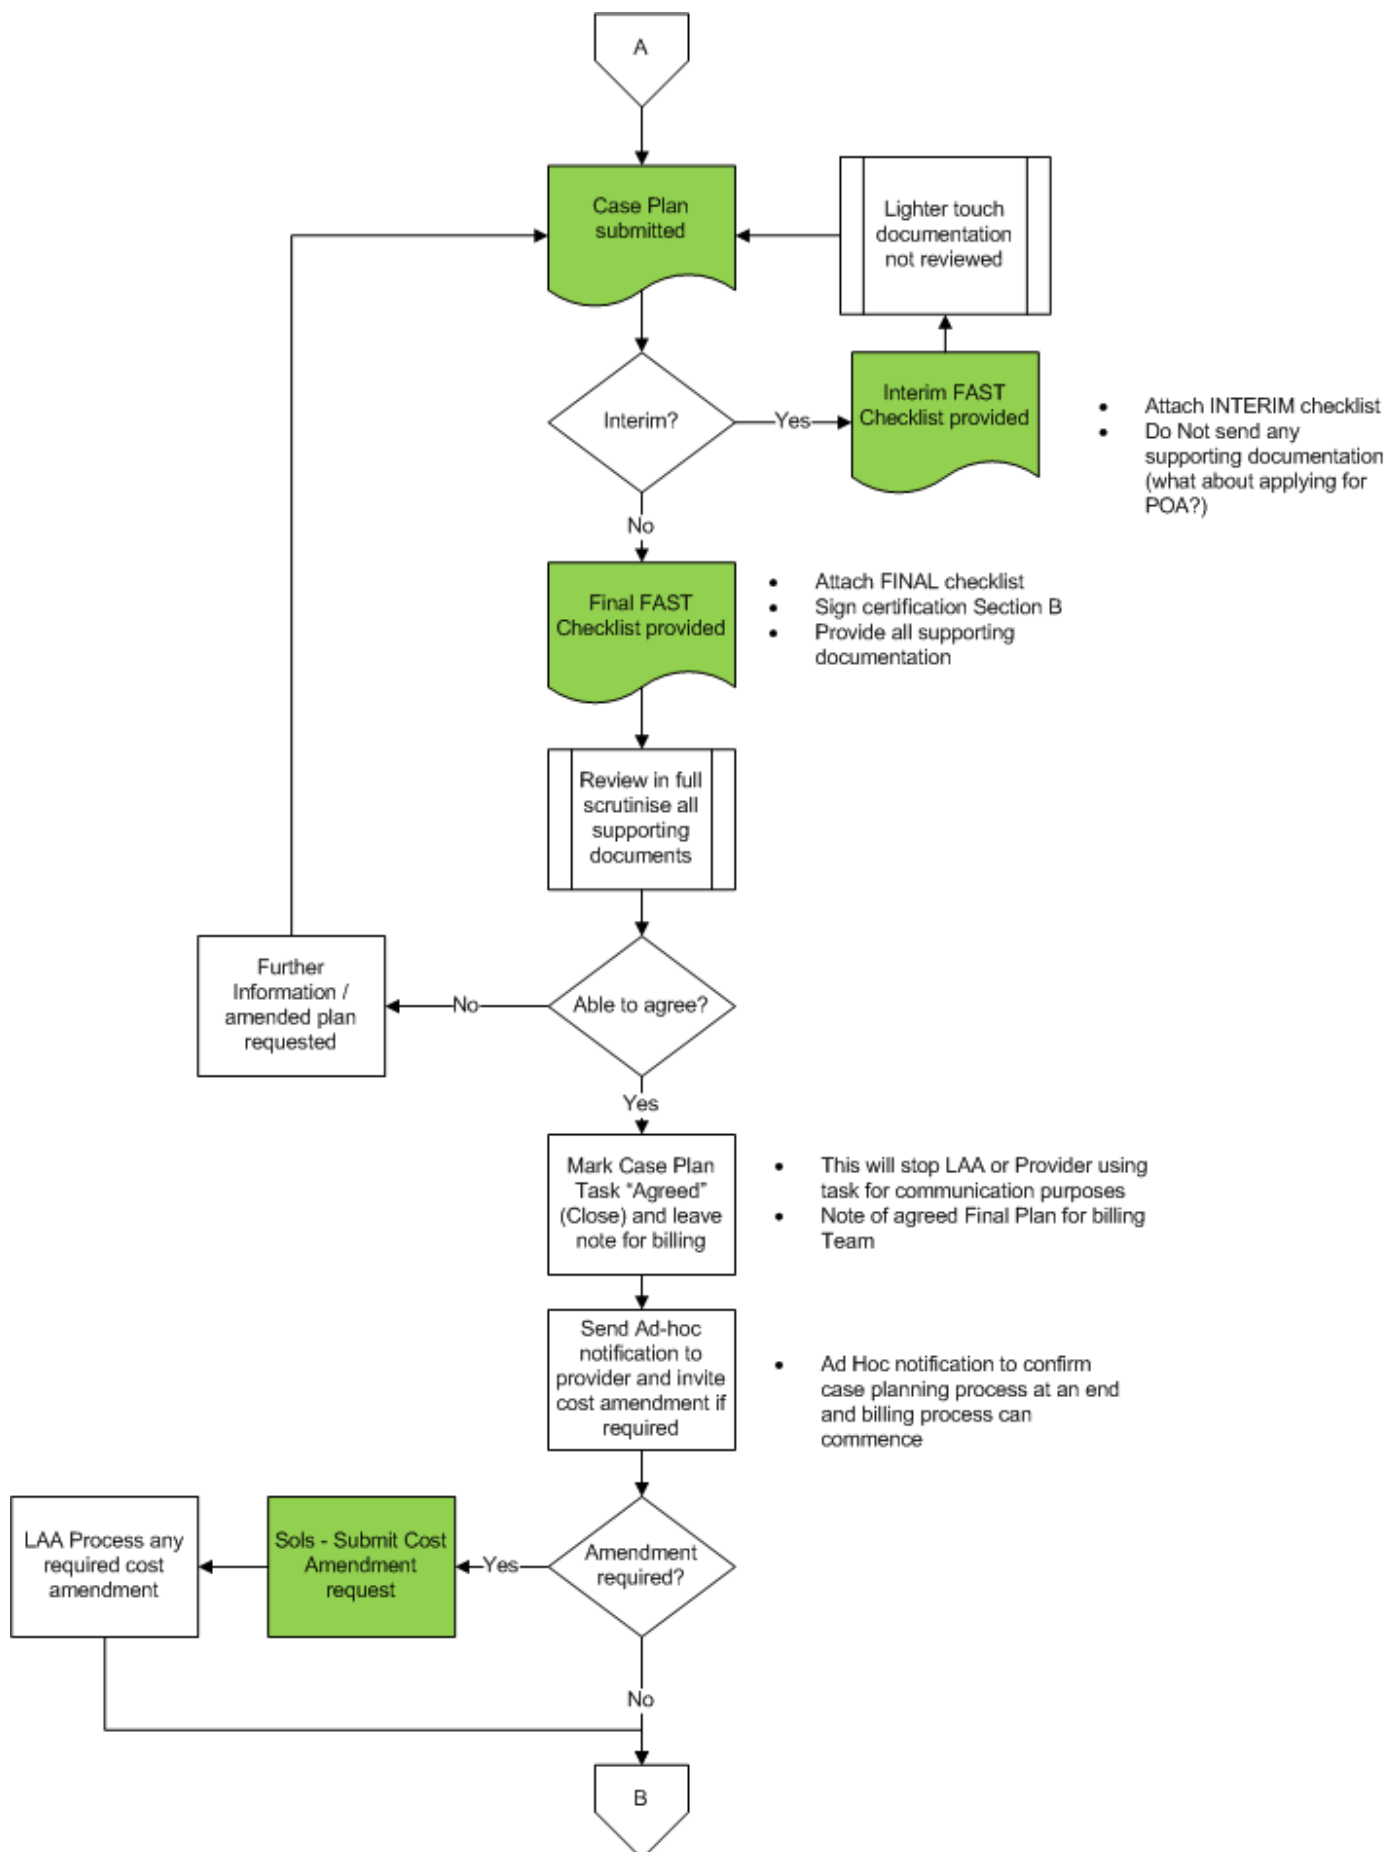 A
Case Plan
submitted
Lighter touch
documentation
not reviewed
Interim?
Yes
Interim FAST
Checklist provided
• Attach INTERIM checklist
• Do Not send any
supporting documentation
(what about applying for
POA?)
No
Final FAST
Checklist provided
• Attach FINAL checklist
• Sign certification Section B
• Provide all supporting
documentation
Review in full
scrutinise all
supporting
documents
Able to agree?
No
Further
Information /
amended plan
requested
Yes
Mark Case Plan
Task “Agreed”
(Close) and leave
note for billing
• This will stop LAA or Provider using
task for communication purposes
• Note of agreed Final Plan for billing
Team
Send Ad-hoc
notification to
provider and invite
cost amendment if
required
• Ad Hoc notification to confirm
case planning process at an end
and billing process can
commence
Amendment
required?
Yes
Sols - Submit Cost
Amendment
request
LAA Process any
required cost
amendment
No
B